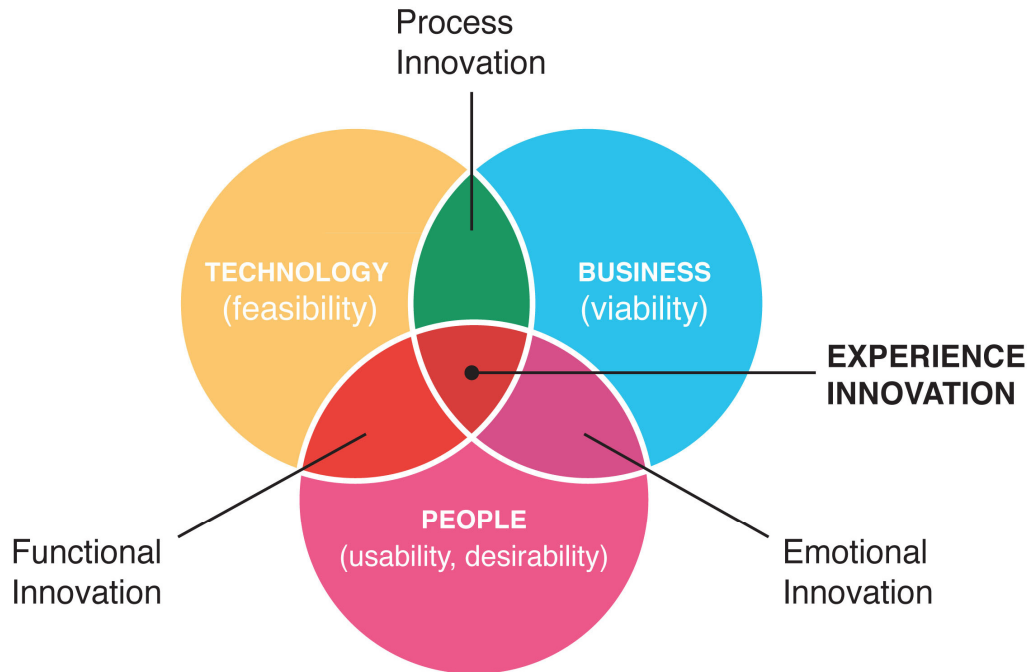 Process
Innovation
TECHNOLOGY
(feasibility)
BUSINESS
(viability)
EXPERIENCE
INNOVATION
PEOPLE
(usability, desirability)
Functional
Innovation
Emotional
Innovation